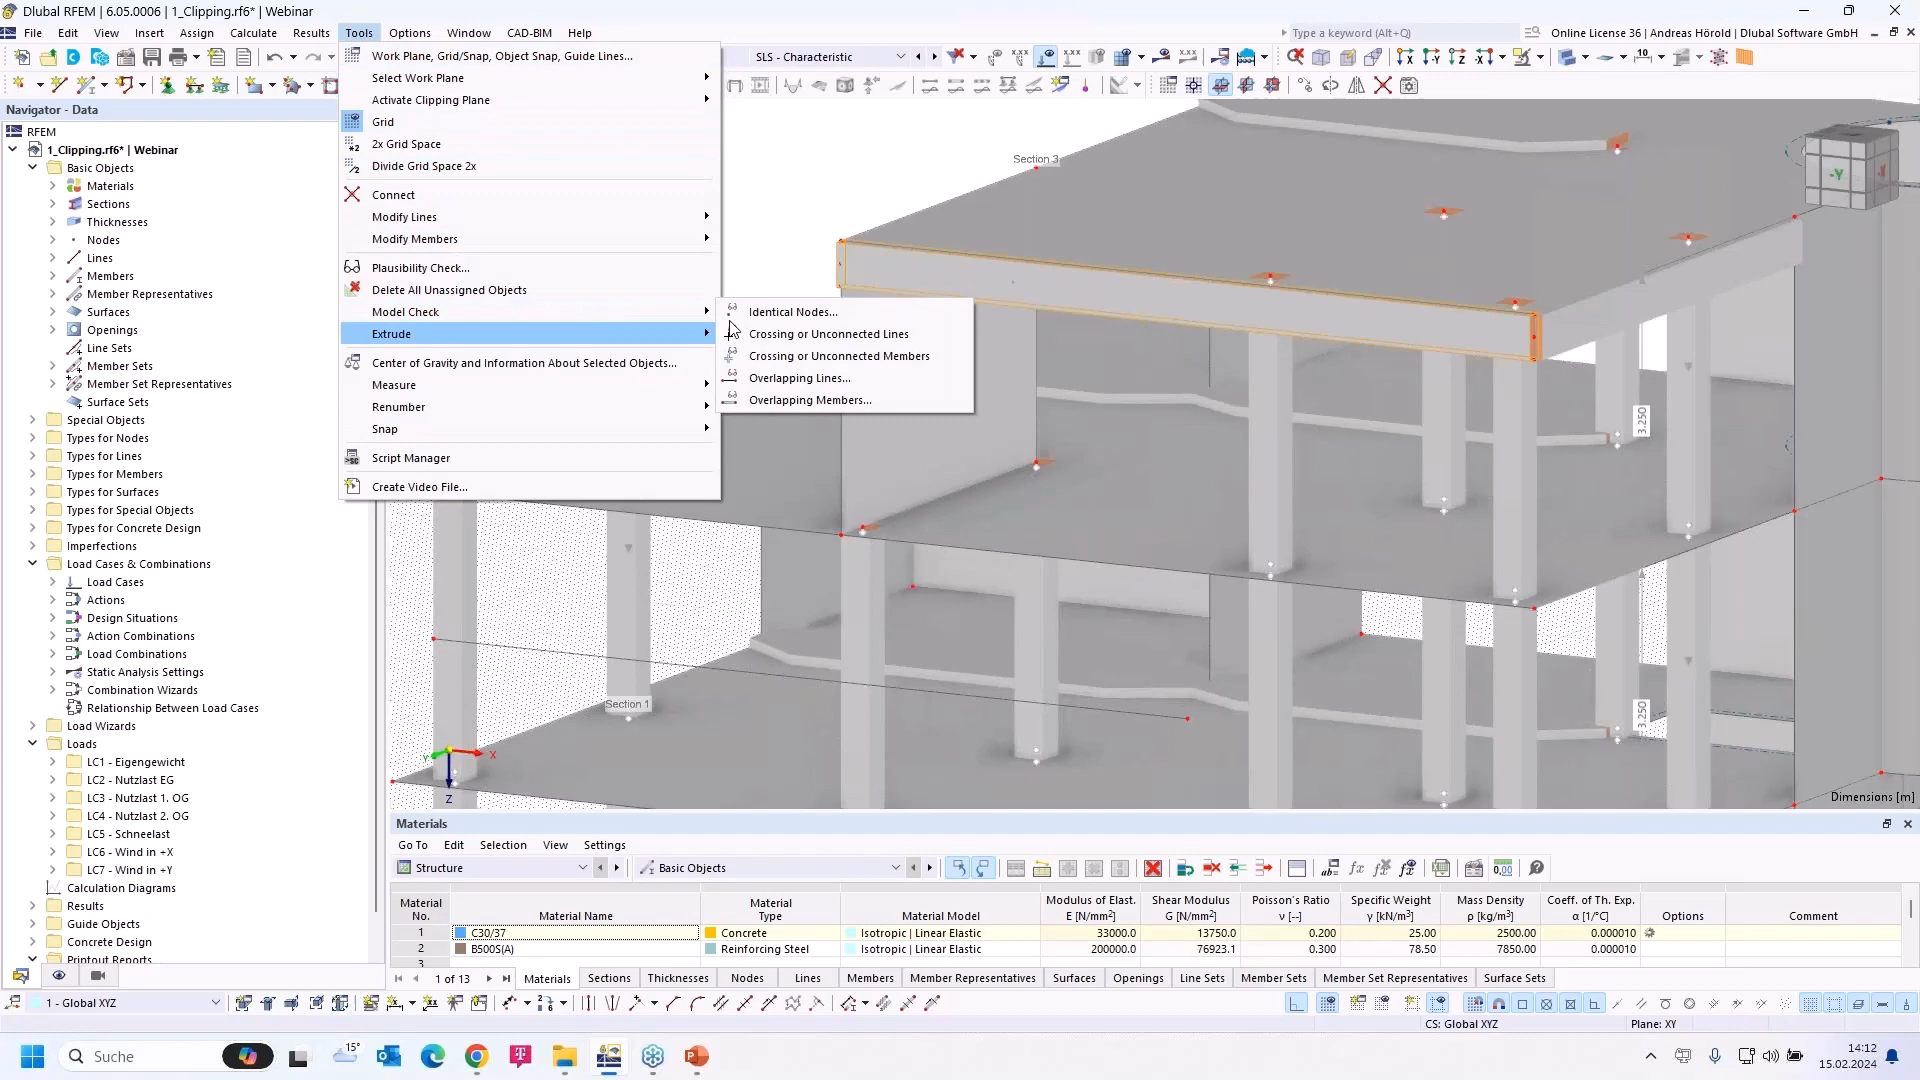 Dlubal RFEM | 6.05.0006 | 1_Clipping.rf6* | Webinar
File Edit View Insert Assign Calculate Results Tools Options Window CAD-BIM Help
Type a keyword (Alt+Q)
Online License 36 | Andreas Hörold | Dlubal Software GmbH
SLS - Characteristic
Navigator - Data
RFEM
1_Clipping.rf6* | Webinar
Basic Objects
Materials
Sections
Thicknesses
Nodes
Lines
Members
Member Representatives
Surfaces
Openings
Line Sets
Member Sets
Member Set Representatives
Surface Sets
Special Objects
Types for Nodes
Types for Lines
Types for Members
Types for Surfaces
Types for Special Objects
Types for Concrete Design
Imperfections
Load Cases & Combinations
Load Cases
Actions
Design Situations
Action Combinations
Load Combinations
Static Analysis Settings
Combination Wizards
Relationship Between Load Cases
Load Wizards
Loads
LC1 - Eigengewicht
LC2 - Nutzlast EG
LC3 - Nutzlast 1. OG
LC4 - Nutzlast 2. OG
LC5 - Schneelast
LC6 - Wind in +X
LC7 - Wind in +Y
Calculation Diagrams
Results
Guide Objects
Concrete Design
Printout Reports
Work Plane, Grid/Snap, Object Snap, Guide Lines...
Select Work Plane
Activate Clipping Plane
Grid
2x Grid Space
Divide Grid Space 2x
Connect
Modify Lines
Modify Members
Plausibility Check...
Delete All Unassigned Objects
Model Check
Extrude
Center of Gravity and Information About Selected Objects...
Measure
Renumber
Snap
Script Manager
Create Video File...
Identical Nodes...
Crossing or Unconnected Lines
Crossing or Unconnected Members
Overlapping Lines...
Overlapping Members...
Section 3
-Y
3.250
Section 1
3.250
X
Y
Z
Dimensions [m]
Materials
Go To Edit Selection View Settings
Structure
Basic Objects
Material No. Material Name Material Type Material Model Modulus of Elast. E [N/mm²] Shear Modulus G [N/mm²] Poisson's Ratio ν [--] Specific Weight γ [kN/m³] Mass Density ρ [kg/m³] Coeff. of Th. Exp. α [1/°C] Options Comment
1 C30/37 Concrete Isotropic | Linear Elastic 33000.0 13750.0 0.200 25.00 2500.00 0.000010
2 B500S(A) Reinforcing Steel Isotropic | Linear Elastic 200000.0 76923.1 0.300 78.50 7850.00 0.000010
3
1 of 13 Materials Sections Thicknesses Nodes Lines Members Member Representatives Surfaces Openings Line Sets Member Sets Member Set Representatives Surface Sets
1 - Global XYZ
CS: Global XYZ
Plane: XY
Suche
15°
14:12
15.02.2024